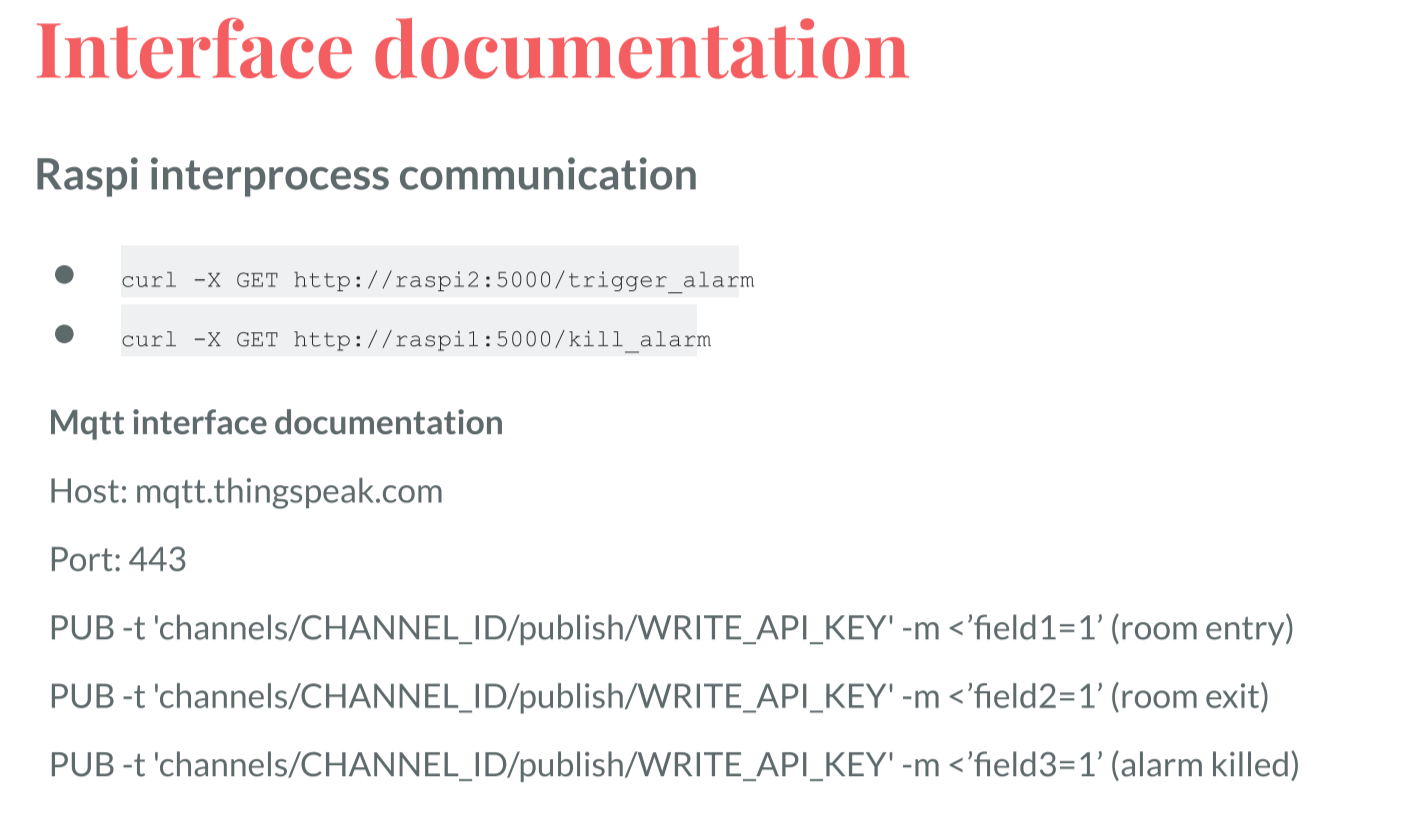 Interface documentation
Raspi interprocess communication
● curl -X GET http://raspi2:5000/trigger_alarm
● curl -X GET http://raspi1:5000/kill_alarm
Mqtt interface documentation
Host: mqtt.thingspeak.com
Port: 443
PUB -t 'channels/CHANNEL_ID/publish/WRITE_API_KEY' -m <’field1=1’ (room entry)
PUB -t 'channels/CHANNEL_ID/publish/WRITE_API_KEY' -m <’field2=1’ (room exit)
PUB -t 'channels/CHANNEL_ID/publish/WRITE_API_KEY' -m <’field3=1’ (alarm killed)